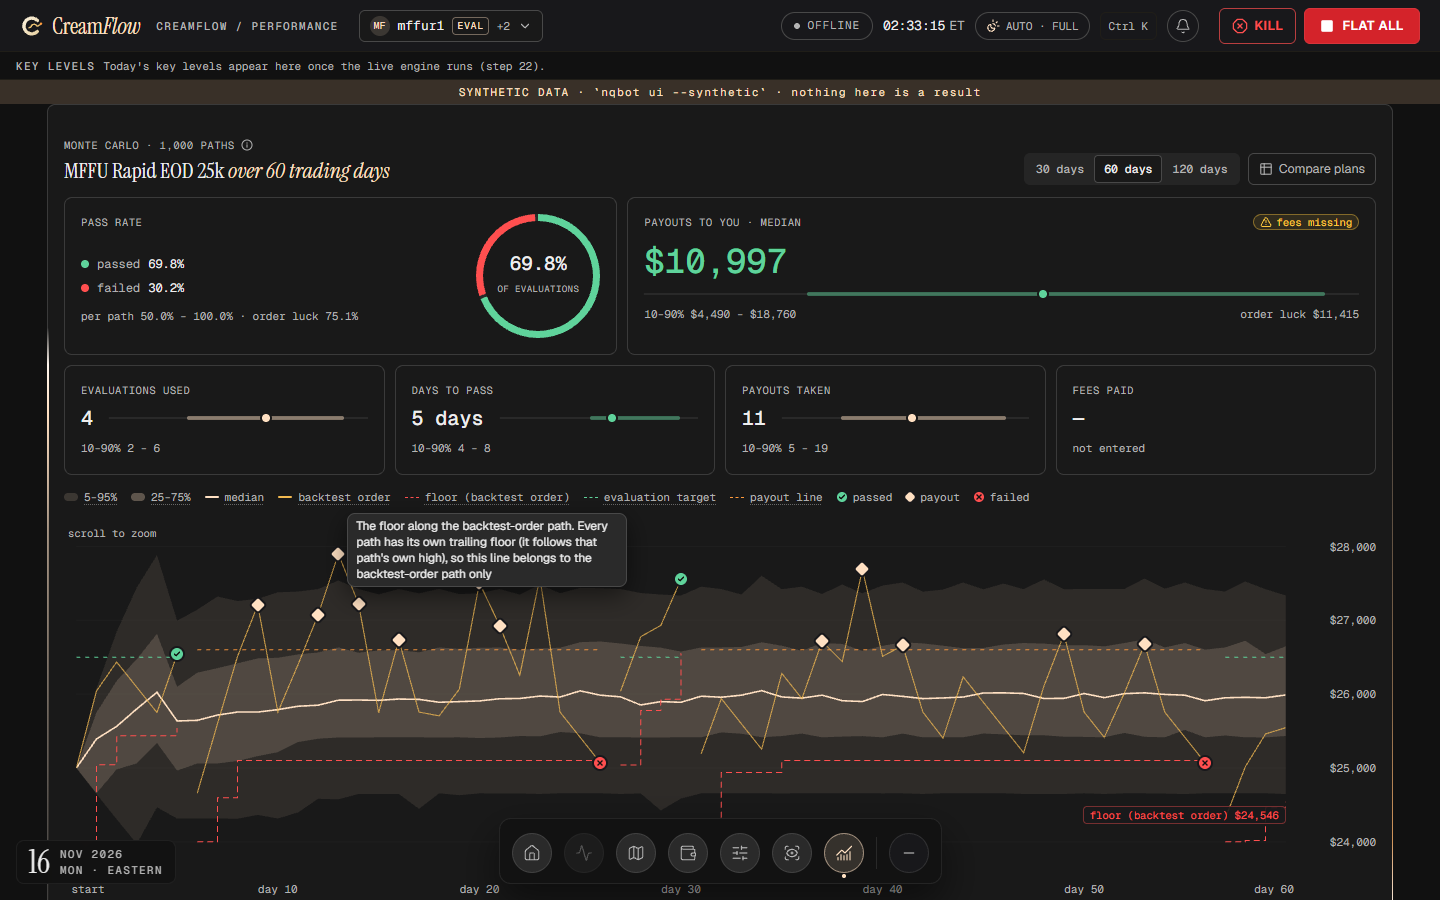 CreamFlow
CREAMFLOW / PERFORMANCE
MF mffur1 EVAL +2
OFFLINE
02:33:15 ET
AUTO · FULL
Ctrl K
KILL
FLAT ALL
KEY LEVELS Today's key levels appear here once the live engine runs (step 22).
SYNTHETIC DATA · `nqbot ui --synthetic` · nothing here is a result
MONTE CARLO · 1,000 PATHS
MFFU Rapid EOD 25k over 60 trading days
30 days 60 days 120 days
Compare plans
PASS RATE
passed 69.8%
failed 30.2%
per path 50.0% – 100.0% · order luck 75.1%
69.8%
OF EVALUATIONS
PAYOUTS TO YOU · MEDIAN
fees missing
$10,997
10–90% $4,490 – $18,760
order luck $11,415
EVALUATIONS USED
4
10–90% 2 – 6
DAYS TO PASS
5 days
10–90% 4 – 8
PAYOUTS TAKEN
11
10–90% 5 – 19
FEES PAID
—
not entered
5–95% 25–75% median backtest order floor (backtest order) evaluation target payout line passed payout failed
scroll to zoom
The floor along the backtest-order path. Every
path has its own trailing floor (it follows that
path's own high), so this line belongs to the
backtest-order path only
$28,000
$27,000
$26,000
$25,000
$24,000
floor (backtest order) $24,546
16 NOV 2026
MON · EASTERN
start day 10 day 20 day 30 day 40 day 50 day 60